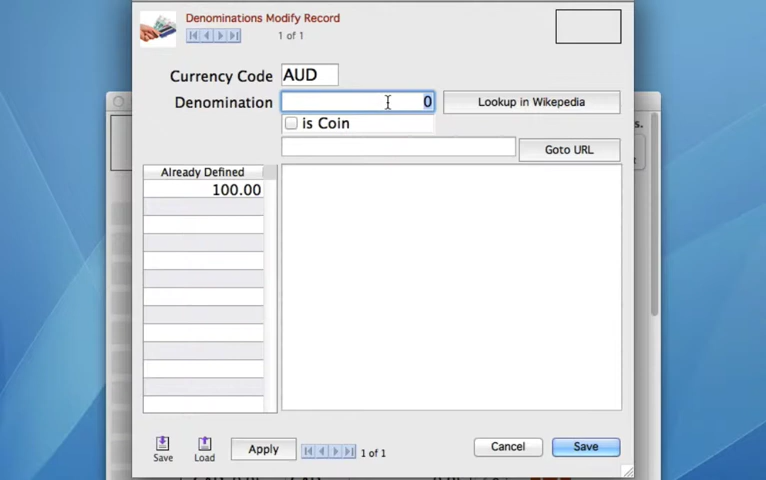 Denominations Modify Record
1 of 1
Currency Code AUD
Denomination 0 Lookup in Wikepedia
is Coin
Goto URL
Already Defined
100.00
s.
Save Load Apply 1 of 1 Cancel Save